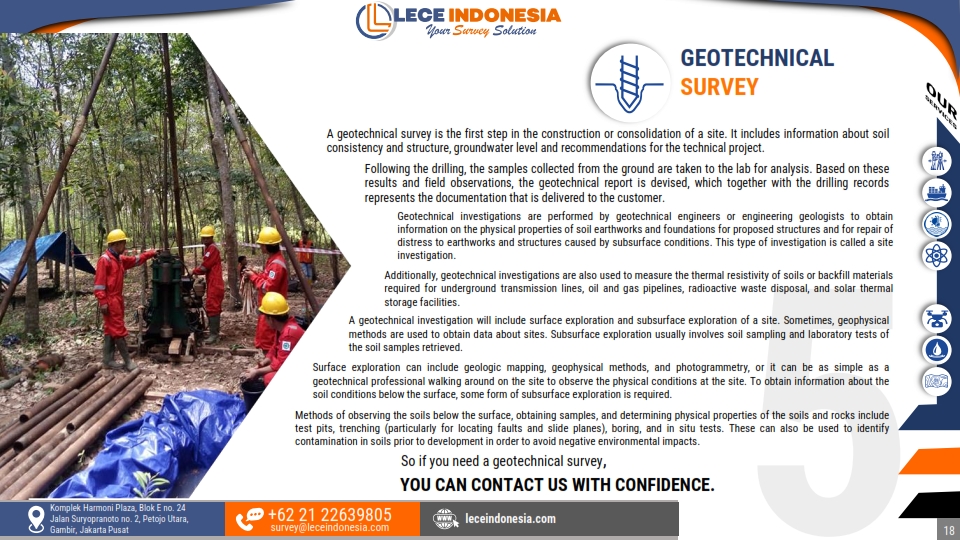 LECE INDONESIA
Your Survey Solution
GEOTECHNICAL
SURVEY
OUR
SERVICES
A geotechnical survey is the first step in the construction or consolidation of a site. It includes information about soil
consistency and structure, groundwater level and recommendations for the technical project.
Following the drilling, the samples collected from the ground are taken to the lab for analysis. Based on these
results and field observations, the geotechnical report is devised, which together with the drilling records
represents the documentation that is delivered to the customer.
Geotechnical investigations are performed by geotechnical engineers or engineering geologists to obtain
information on the physical properties of soil earthworks and foundations for proposed structures and for repair of
distress to earthworks and structures caused by subsurface conditions. This type of investigation is called a site
investigation.
Additionally, geotechnical investigations are also used to measure the thermal resistivity of soils or backfill materials
required for underground transmission lines, oil and gas pipelines, radioactive waste disposal, and solar thermal
storage facilities.
A geotechnical investigation will include surface exploration and subsurface exploration of a site. Sometimes, geophysical
methods are used to obtain data about sites. Subsurface exploration usually involves soil sampling and laboratory tests of
the soil samples retrieved.
Surface exploration can include geologic mapping, geophysical methods, and photogrammetry, or it can be as simple as a
geotechnical professional walking around on the site to observe the physical conditions at the site. To obtain information about the
soil conditions below the surface, some form of subsurface exploration is required.
Methods of observing the soils below the surface, obtaining samples, and determining physical properties of the soils and rocks include
test pits, trenching (particularly for locating faults and slide planes), boring, and in situ tests. These can also be used to identify
contamination in soils prior to development in order to avoid negative environmental impacts.
5
So if you need a geotechnical survey,
YOU CAN CONTACT US WITH CONFIDENCE.
Komplek Harmoni Plaza, Blok E no. 24
Jalan Suryopranoto no. 2, Petojo Utara,
Gambir, Jakarta Pusat
+62 21 22639805
survey@leceindonesia.com
leceindonesia.com
18